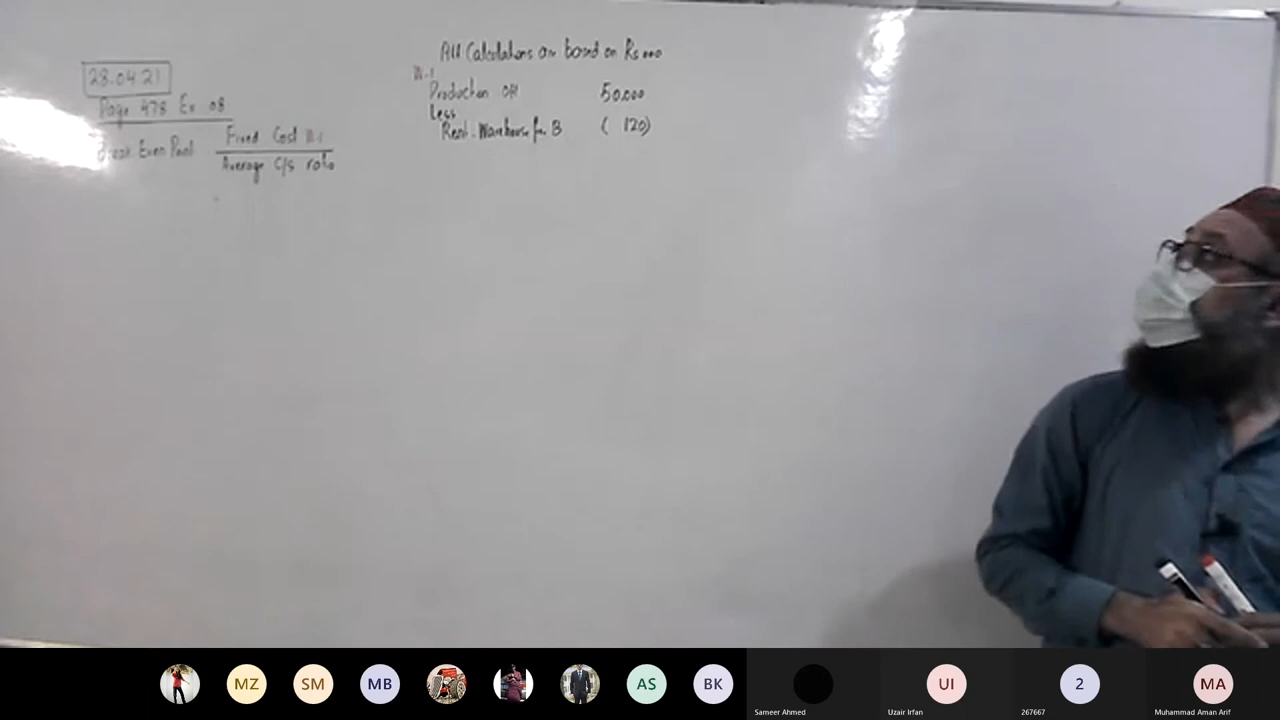 28.04.21
Page 478 Ex 08
Break Even Point Fixed Cost W-1
Average C/S ratio
All Calculations are based on Rs 000
W-1
Production OH 50,000
Less
Rent - Warehouse for B ( 120)
MZ
SM
MB
AS
BK
UI
2
MA
Sameer Ahmed
Uzair Irfan
267667
Muhammad Aman Arif